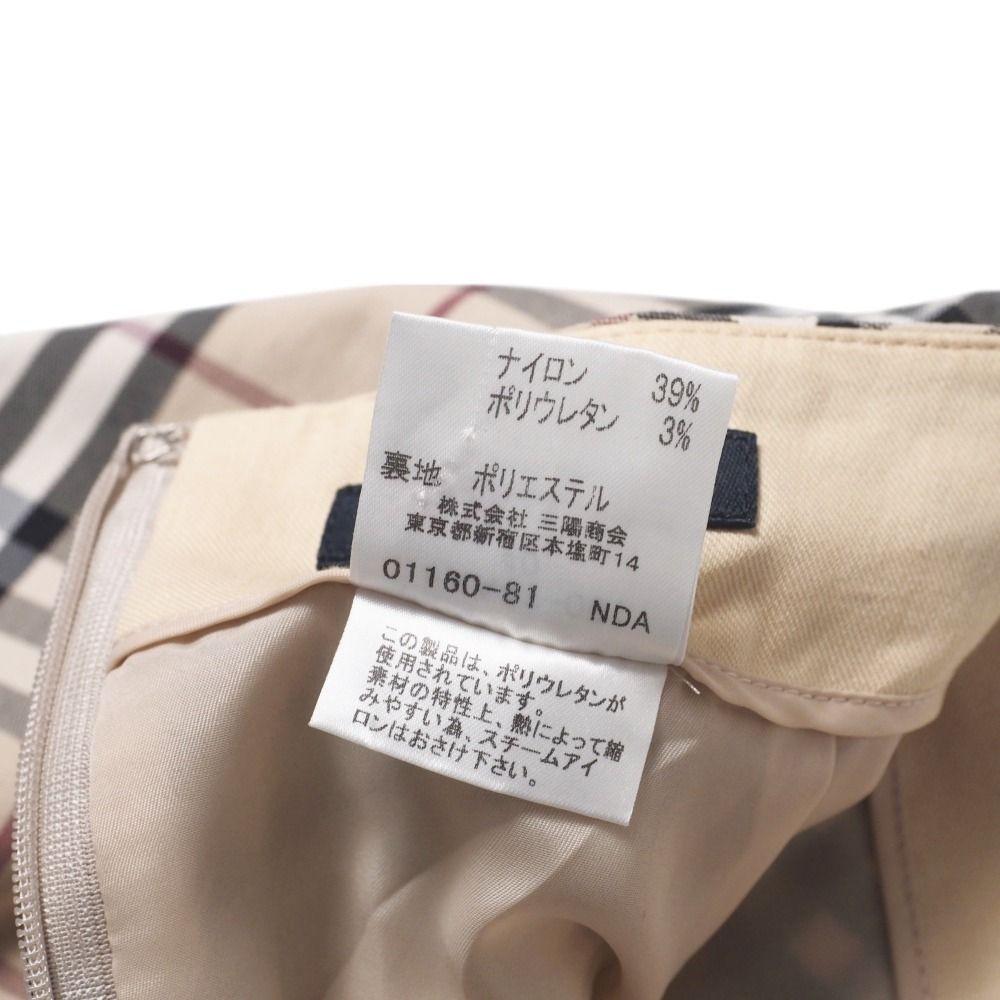 ナイロン 39%
ポリウレタン 3%
裏地 ポリエステル
株式会社 三陽商会
東京都新宿区本塩町14
01160-81 NDA
この製品は、ポリウレタンが
使用されています。
素材の特性上、熱によって縮
みやすい為、スチームアイ
ロンはおさけ下さい。